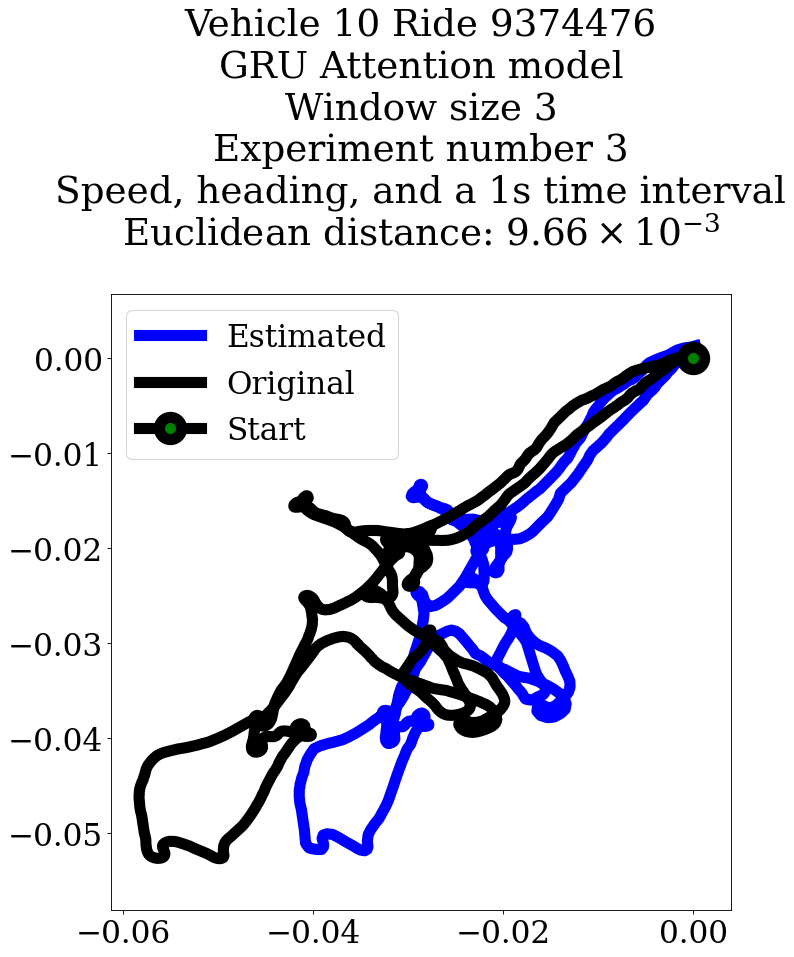 Vehicle 10 Ride 9374476
GRU Attention model
Window size 3
Experiment number 3
Speed, heading, and a 1s time interval
Euclidean distance: 9.66 × 10⁻³
Estimated
Original
Start
0.00
−0.01
−0.02
−0.03
−0.04
−0.05
−0.06
−0.04
−0.02
0.00